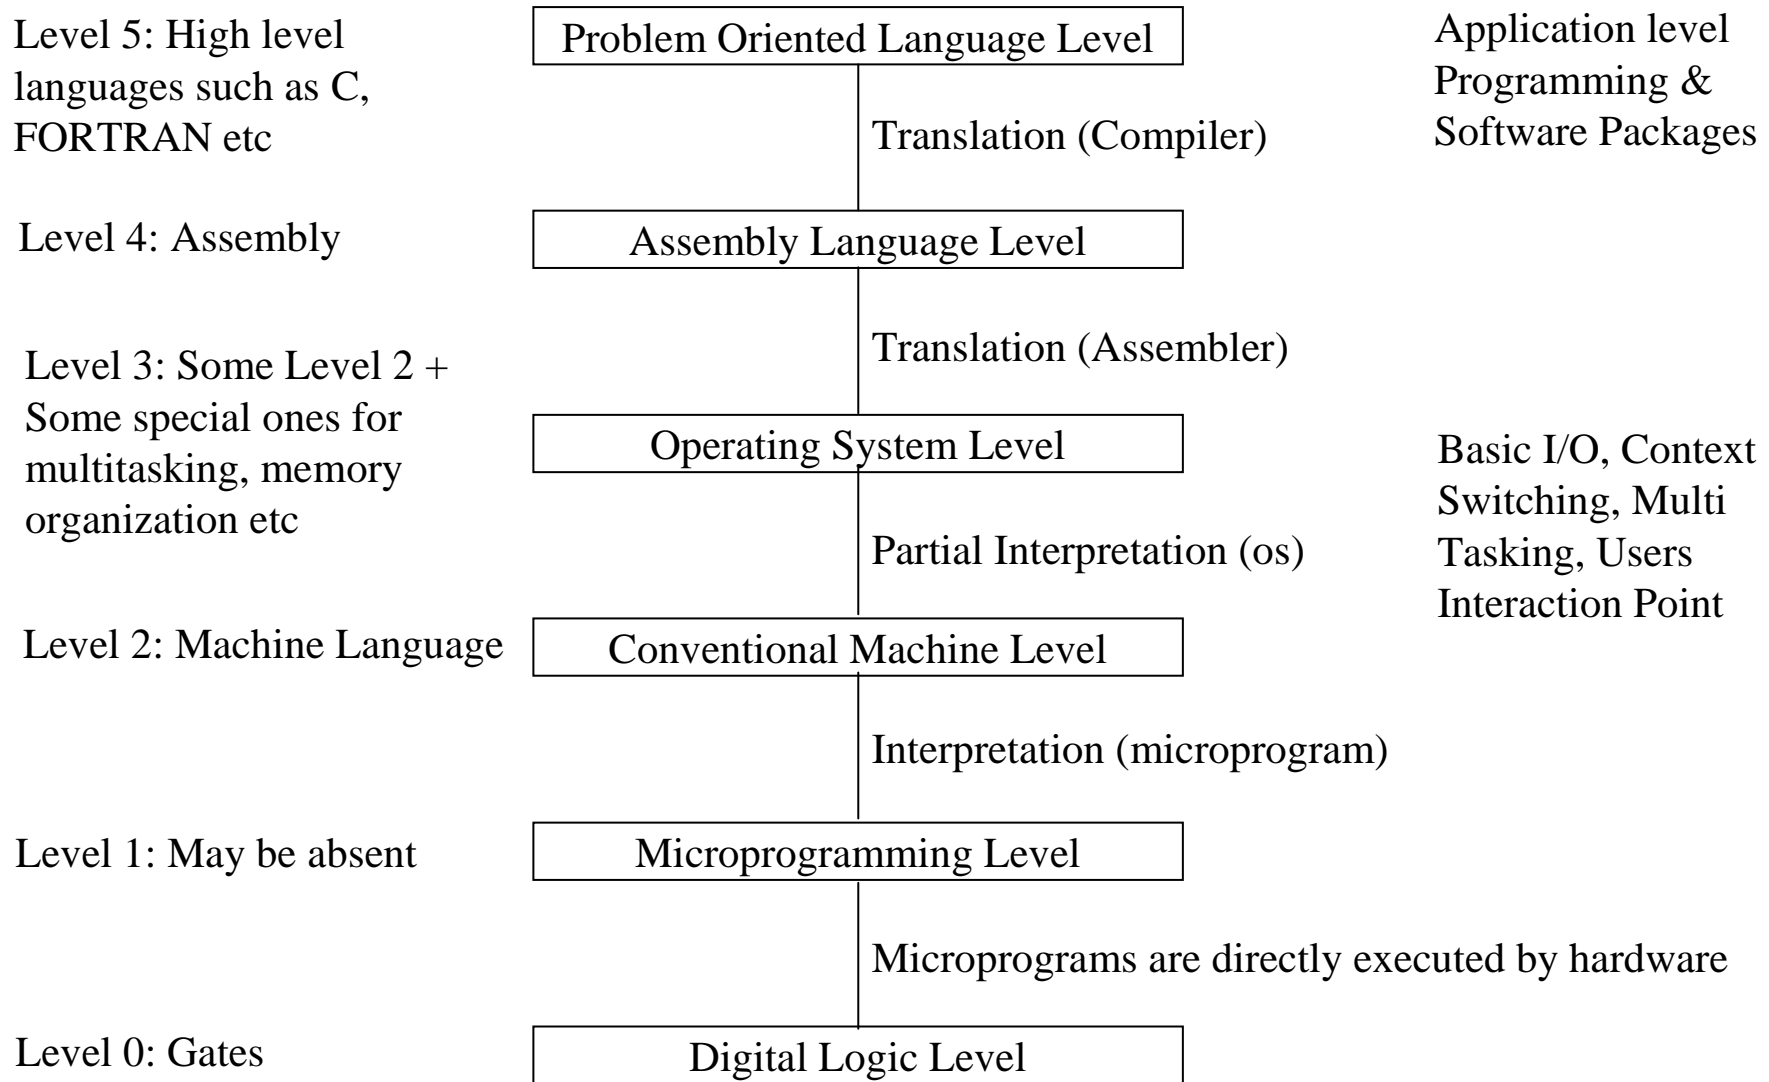 Level 5: High level
languages such as C,
FORTRAN etc
Problem Oriented Language Level
Application level
Programming &
Software Packages
Translation (Compiler)
Level 4: Assembly
Assembly Language Level
Translation (Assembler)
Level 3: Some Level 2 +
Some special ones for
multitasking, memory
organization etc
Operating System Level
Basic I/O, Context
Switching, Multi
Tasking, Users
Interaction Point
Partial Interpretation (os)
Level 2: Machine Language
Conventional Machine Level
Interpretation (microprogram)
Level 1: May be absent
Microprogramming Level
Microprograms are directly executed by hardware
Level 0: Gates
Digital Logic Level